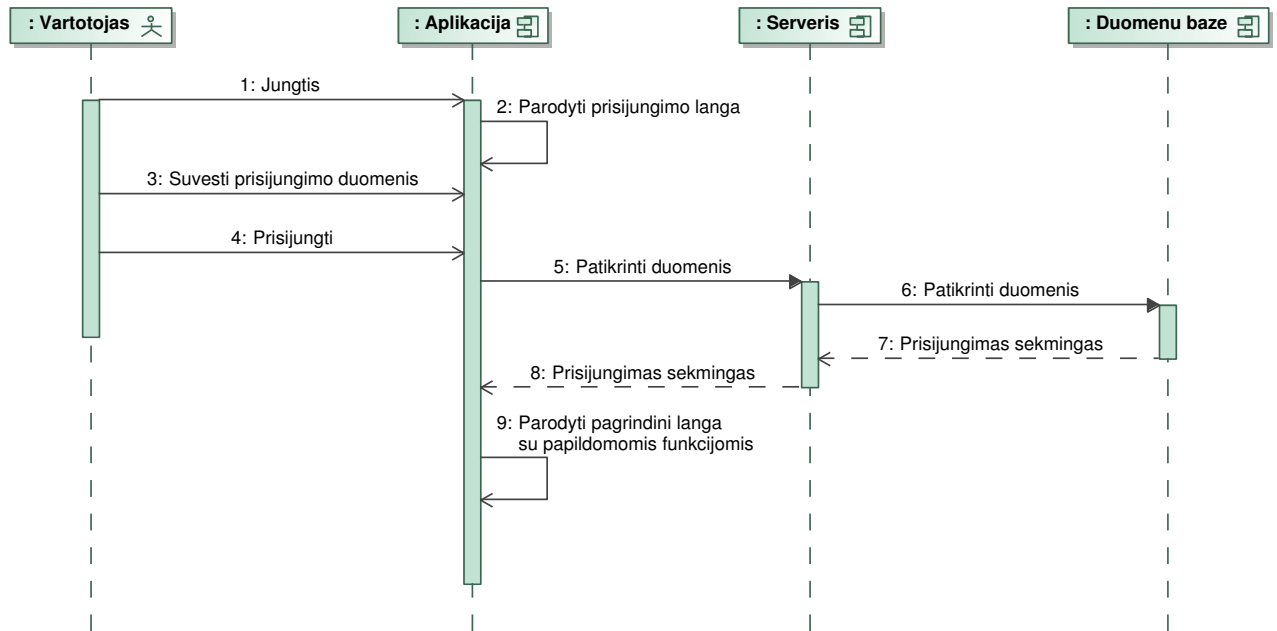 : Vartotojas
: Aplikacija
: Serveris
: Duomenu baze
1: Jungtis
2: Parodyti prisijungimo langa
3: Suvesti prisijungimo duomenis
4: Prisijungti
5: Patikrinti duomenis
6: Patikrinti duomenis
7: Prisijungimas sekmingas
8: Prisijungimas sekmingas
9: Parodyti pagrindini langa
su papildomomis funkcijomis